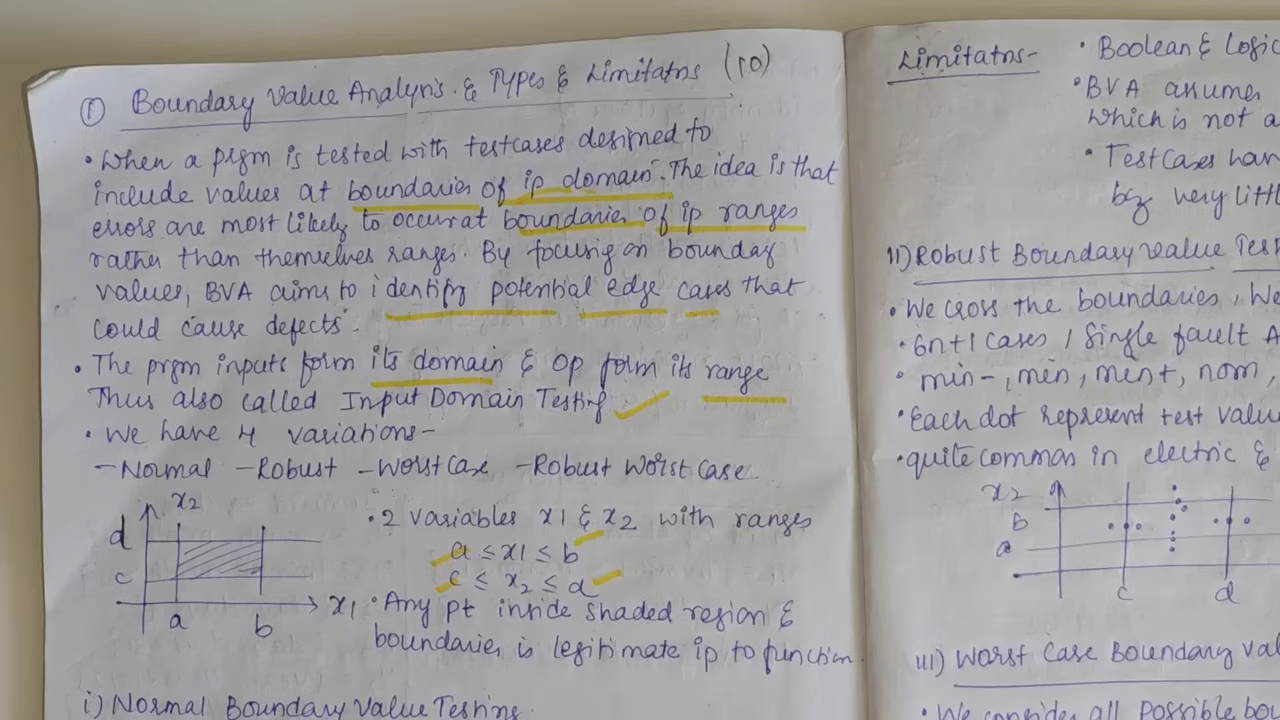 ① Boundary Value Analysis & Types & Limitatns (10)
• When a prgm is tested with testcases designed to
include values at boundaries of ip domain. The idea is that
errors are most likely to occur at boundaries of ip ranges
rather than themselves ranges. By focusing on bounday
values, BVA aims to identify potential edge cases that
could cause defects.
• The prgm inputs form its domain & op form its range
Thus also called Input Domain Testing
• We have 4 variations-
- Normal - Robust - Worst Case - Robust Worst Case
x2
d
c
a
b
x1
• 2 variables x1 & x2 with ranges
a ≤ x1 ≤ b
c ≤ x2 ≤ d
• Any pt inside shaded region &
boundaries is legitimate ip to function.
i) Normal Boundary Value Testing.
Limitatns-
• Boolean & Logic
• BVA assumes
which is not a
• Test Cases han
by very littl
II) Robust Boundary Value Test
• We cross the boundaries, We
• 6n+1 cases / Single fault A
• min-, min, min+, nom,
• Each dot represent test value
• quite common in electric &
x2
b
a
c
d
III) Worst Case Boundary Val
• We consider all possible bou